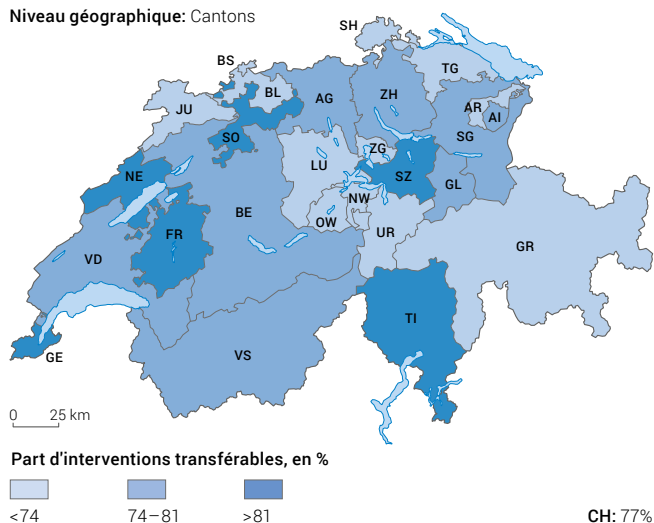 Niveau géographique: Cantons
SH
BS
TG
BL
ZH
AG
JU
AR
AI
SO
SG
ZG
LU
NE
SZ
GL
NW
BE
OW
FR
UR
GR
VD
TI
VS
GE
0 25 km
Part d'interventions transférables, en %
<74 74–81 >81
CH: 77%